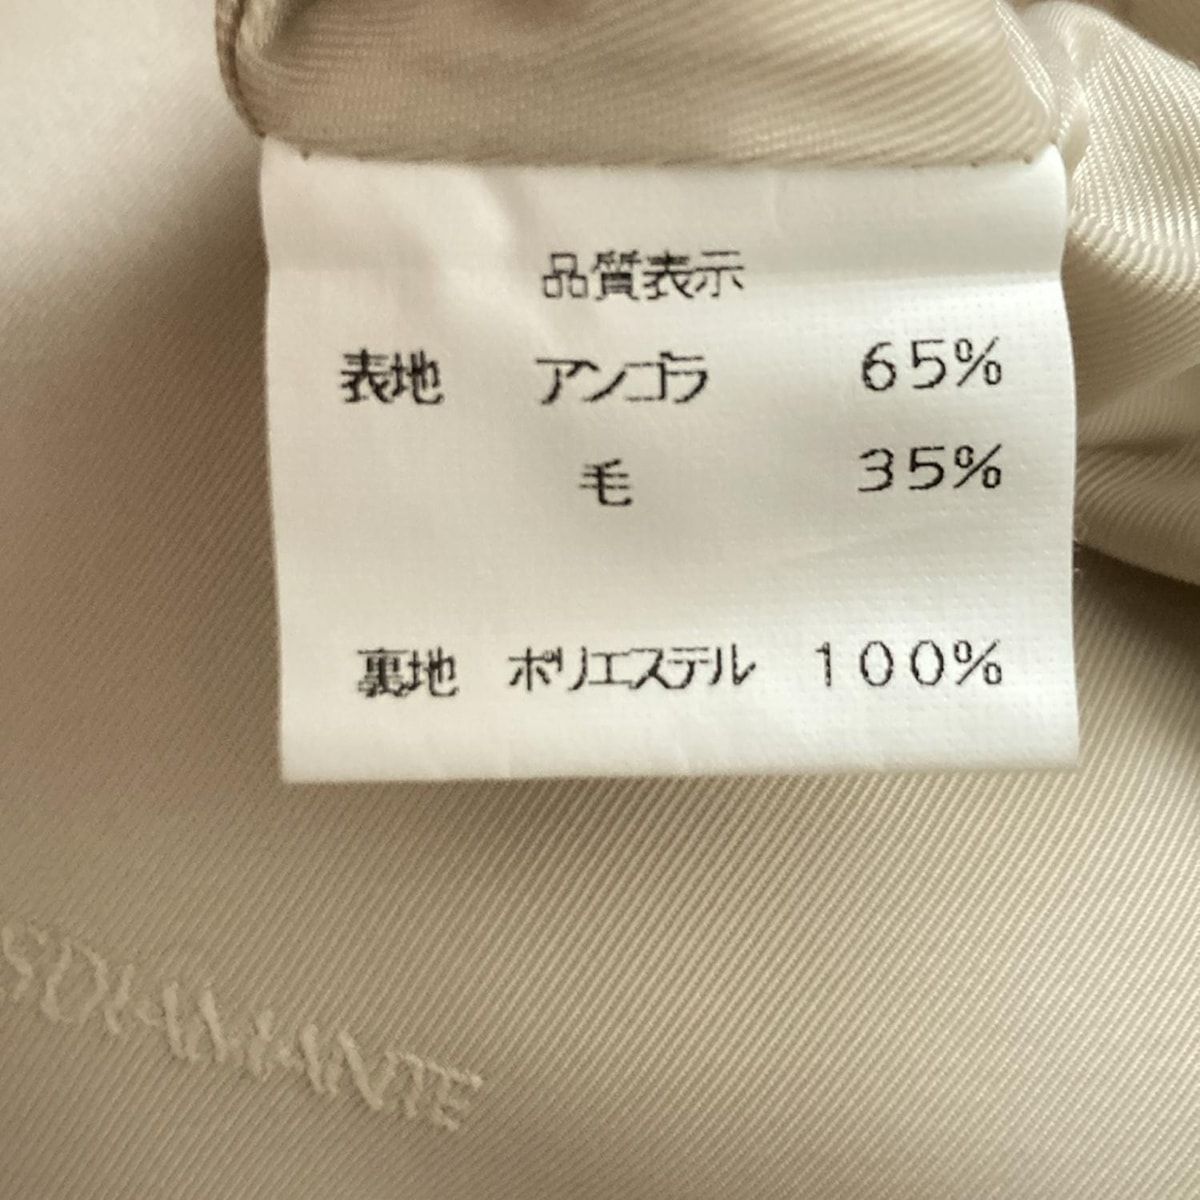 品質表示
表地 アンゴラ 65%
毛 35%
裏地 ポリエステル 100%